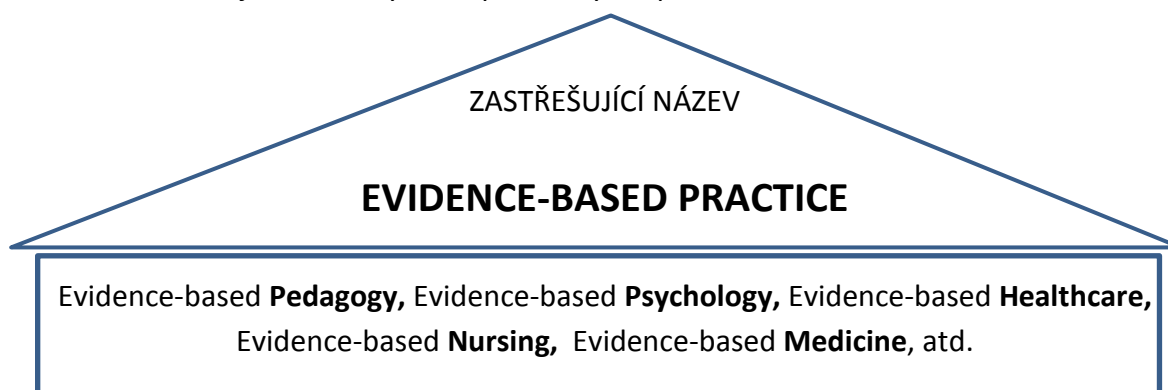 ZASTŘEŠUJÍCÍ NÁZEV
EVIDENCE-BASED PRACTICE
Evidence-based Pedagogy, Evidence-based Psychology, Evidence-based Healthcare,
Evidence-based Nursing, Evidence-based Medicine, atd.